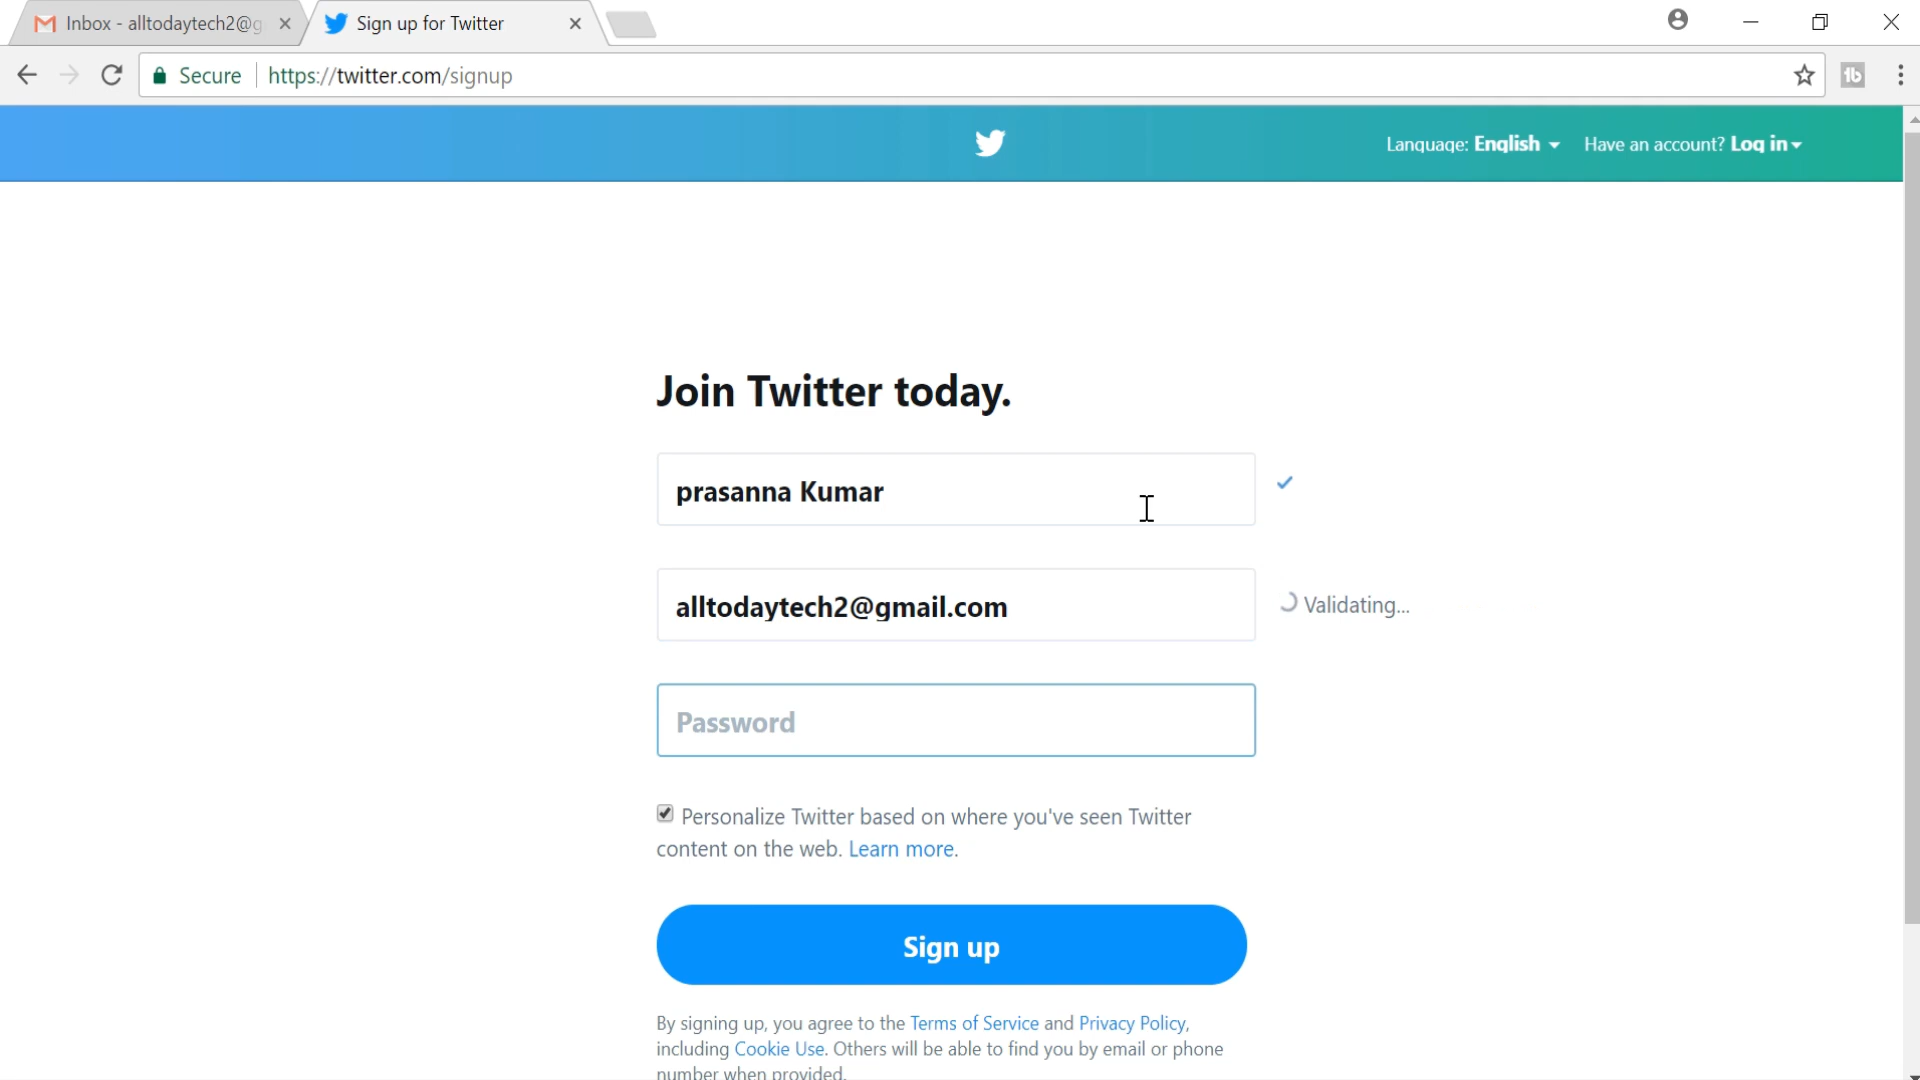 Inbox - alltodaytech2@g
Sign up for Twitter
Secure
https://twitter.com/signup
Language: English
Have an account? Log in
Join Twitter today.
prasanna Kumar
alltodaytech2@gmail.com
Validating...
Password
Personalize Twitter based on where you've seen Twitter
content on the web. Learn more.
Sign up
By signing up, you agree to the Terms of Service and Privacy Policy,
including Cookie Use. Others will be able to find you by email or phone
number when provided.